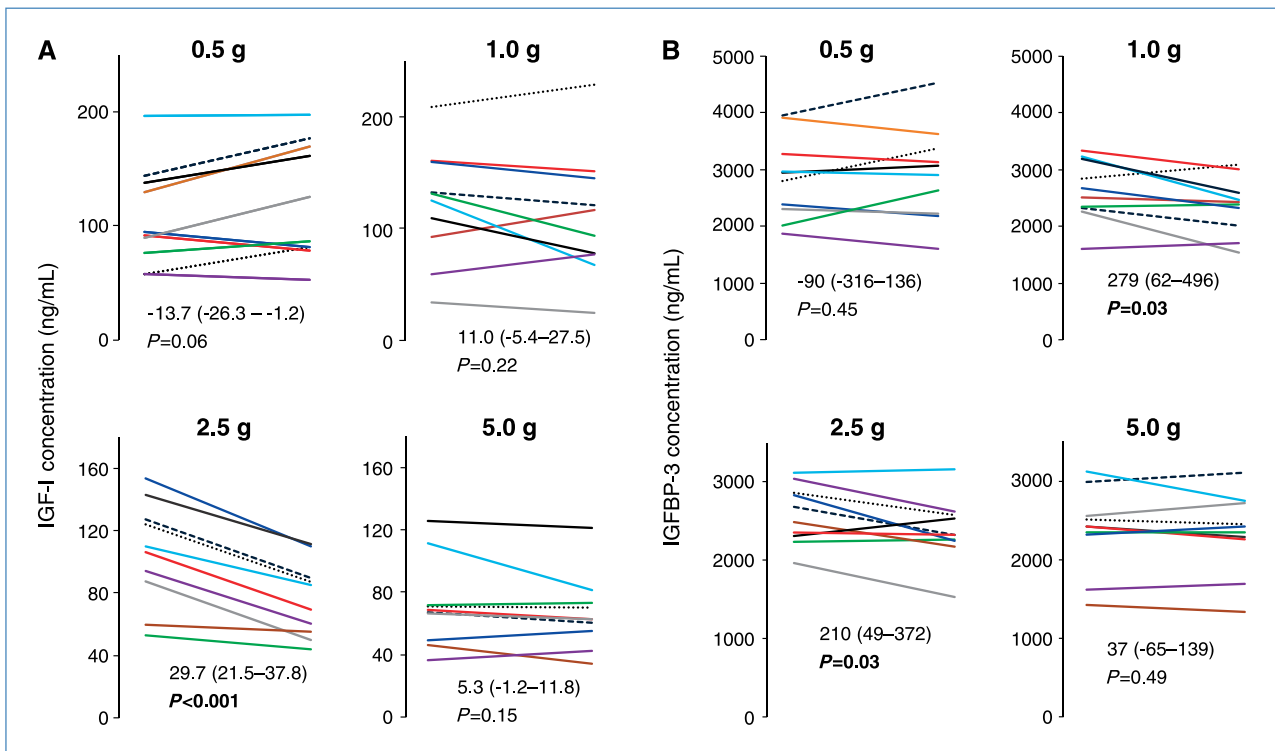 A
0.5 g
1.0 g
IGF-I concentration (ng/mL)
200
100
0
-13.7 (-26.3 – -1.2)
P=0.06
200
100
0
11.0 (-5.4–27.5)
P=0.22
2.5 g
5.0 g
160
120
80
40
0
29.7 (21.5–37.8)
P<0.001
160
120
80
40
0
5.3 (-1.2–11.8)
P=0.15
B
0.5 g
1.0 g
IGFBP-3 concentration (ng/mL)
5000
4000
3000
2000
1000
0
-90 (-316–136)
P=0.45
5000
4000
3000
2000
1000
0
279 (62–496)
P=0.03
2.5 g
5.0 g
3000
2000
1000
0
210 (49–372)
P=0.03
3000
2000
1000
0
37 (-65–139)
P=0.49